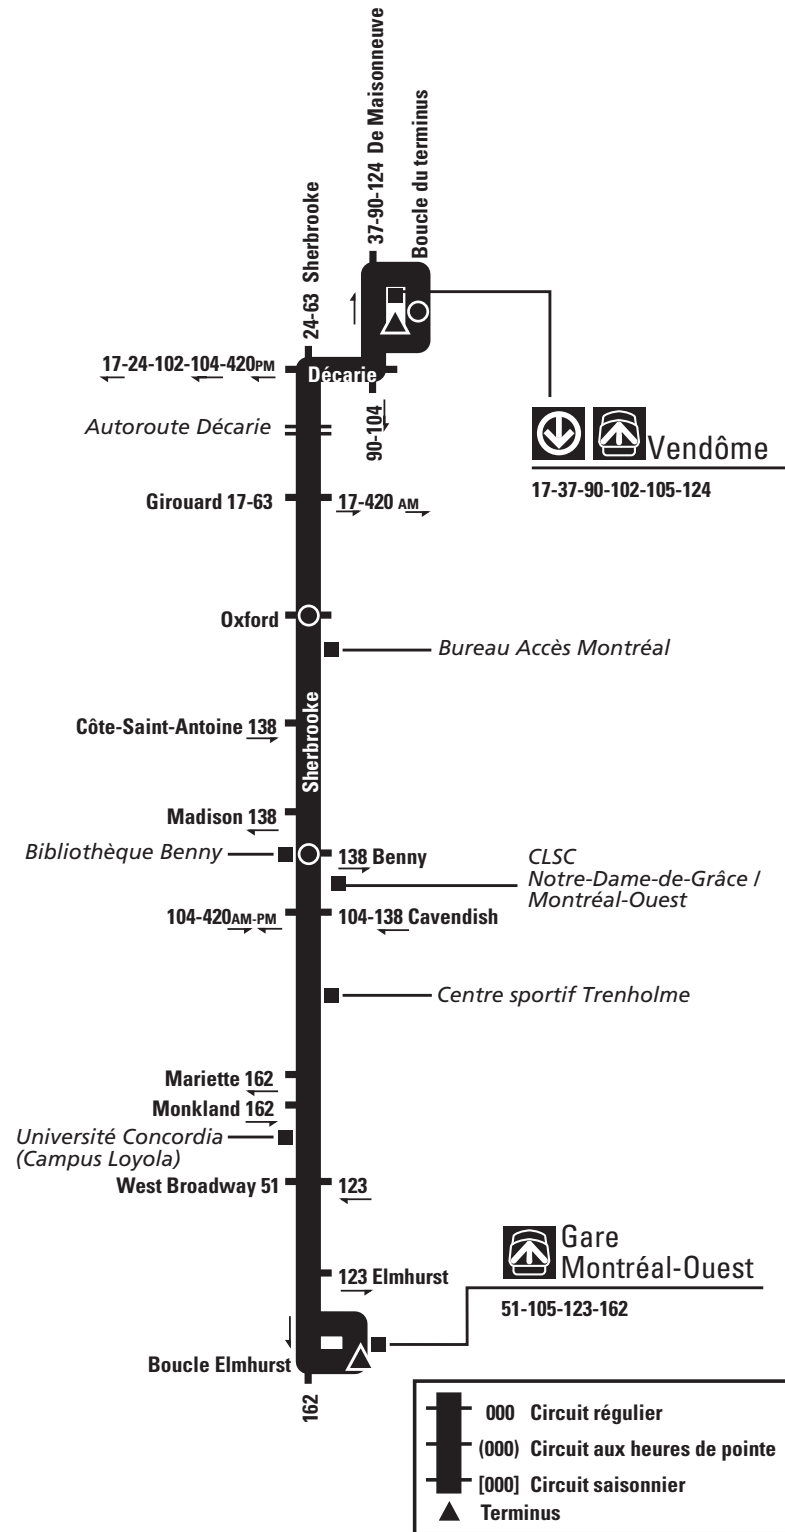 37-90-124 De Maisonneuve
Boucle du terminus
24-63 Sherbrooke
17-24-102-104-420PM
Décarie
90-104
Autoroute Décarie
Vendôme
17-37-90-102-105-124
Girouard 17-63
17-420 AM
Oxford
Bureau Accès Montréal
Sherbrooke
Côte-Saint-Antoine 138
Madison 138
Bibliothèque Benny
138 Benny
CLSC
Notre-Dame-de-Grâce /
Montréal-Ouest
104-420AM-PM
104-138 Cavendish
Centre sportif Trenholme
Mariette 162
Monkland 162
Université Concordia
(Campus Loyola)
West Broadway 51
123
Gare
Montréal-Ouest
51-105-123-162
123 Elmhurst
Boucle Elmhurst
162
000 Circuit régulier
(000) Circuit aux heures de pointe
[000] Circuit saisonnier
Terminus